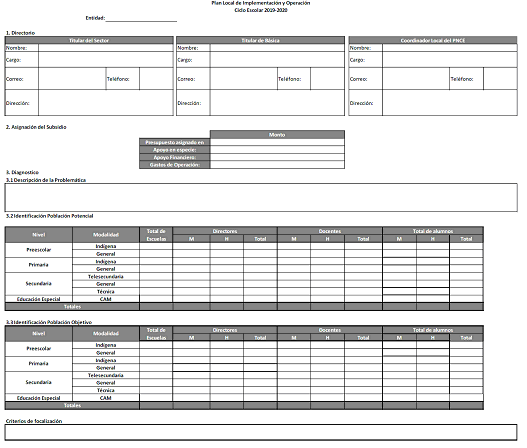 Plan Local de Implementación y Operación
Ciclo Escolar 2019-2020
Entidad:
1. Directorio
Titular del Sector Titular de Básica Coordinador Local del PNCE
Nombre: Nombre: Nombre:
Cargo: Cargo: Cargo:
Correo: Teléfono: Correo: Teléfono: Correo: Teléfono:
Dirección: Dirección: Dirección:
2. Asignación del Subsidio
Monto
Presupuesto asignado en
Apoyo en especie:
Apoyo Financiero:
Gastos de Operación:
3. Diagnostico
3.1 Descripción de la Problemática
3.2 Identificación Población Potencial
Nivel Modalidad Total de Escuelas Directores Docentes Total de alumnos
M H Total M H Total M H Total
Preescolar Indígena
General
Primaria Indígena
General
Secundaria Telesecundaria
General
Técnica
Educación Especial CAM
Totales
3.3 Identificación Población Objetivo
Nivel Modalidad Total de Escuelas Directores Docentes Total de alumnos
M H Total M H Total M H Total
Preescolar Indígena
General
Primaria Indígena
General
Secundaria Telesecundaria
General
Técnica
Educación Especial CAM
Totales
Criterios de focalización